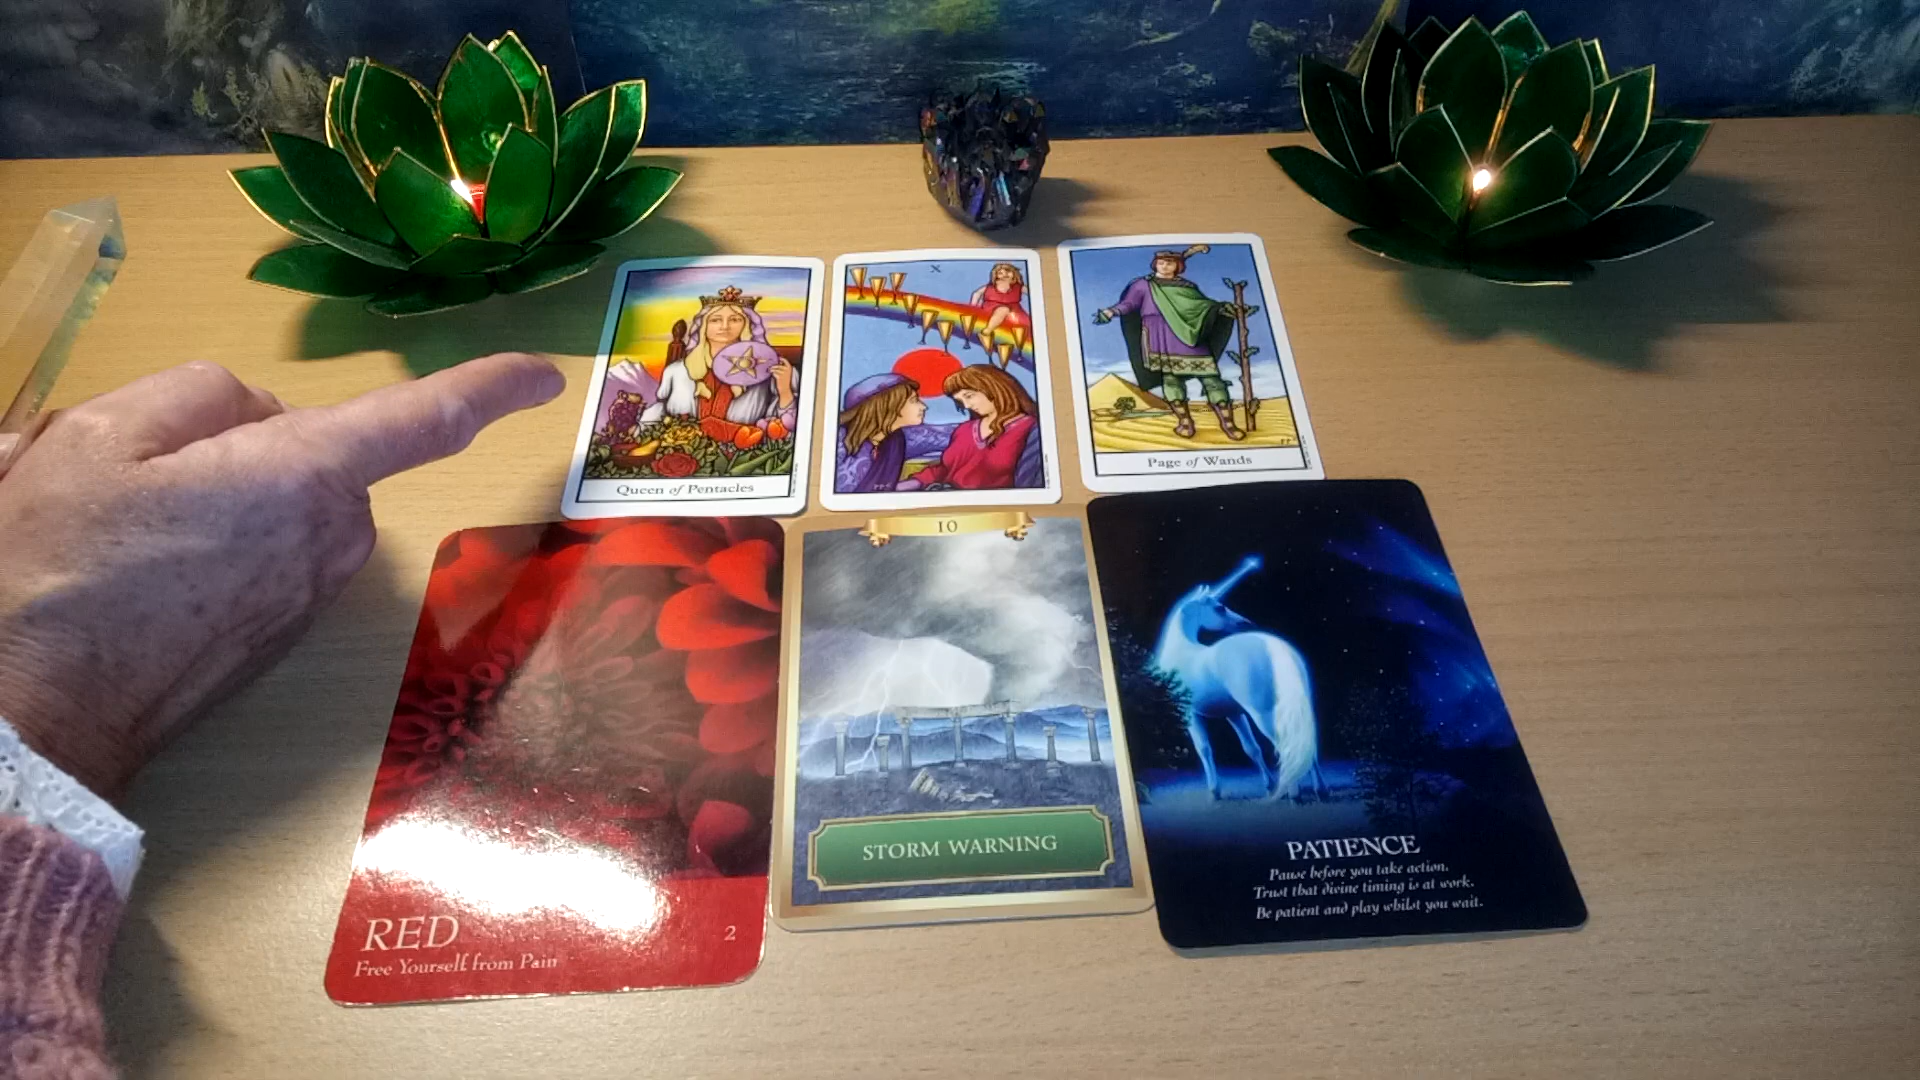 X
Queen of Pentacles
Page of Wands
10
STORM WARNING
RED
2
Free Yourself from Pain
PATIENCE
Pause before you take action.
Trust that divine timing is at work.
Be patient and play whilst you wait.